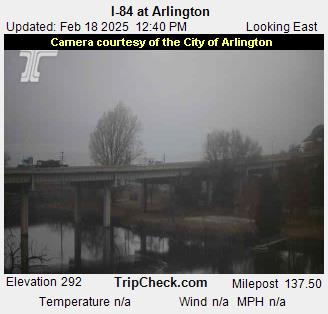 I-84 at Arlington
Updated: Feb 18 2025 12:40 PM Looking East
Camera courtesy of the City of Arlington
Elevation 292 TripCheck.com Milepost 137.50
Temperature n/a Wind n/a MPH n/a